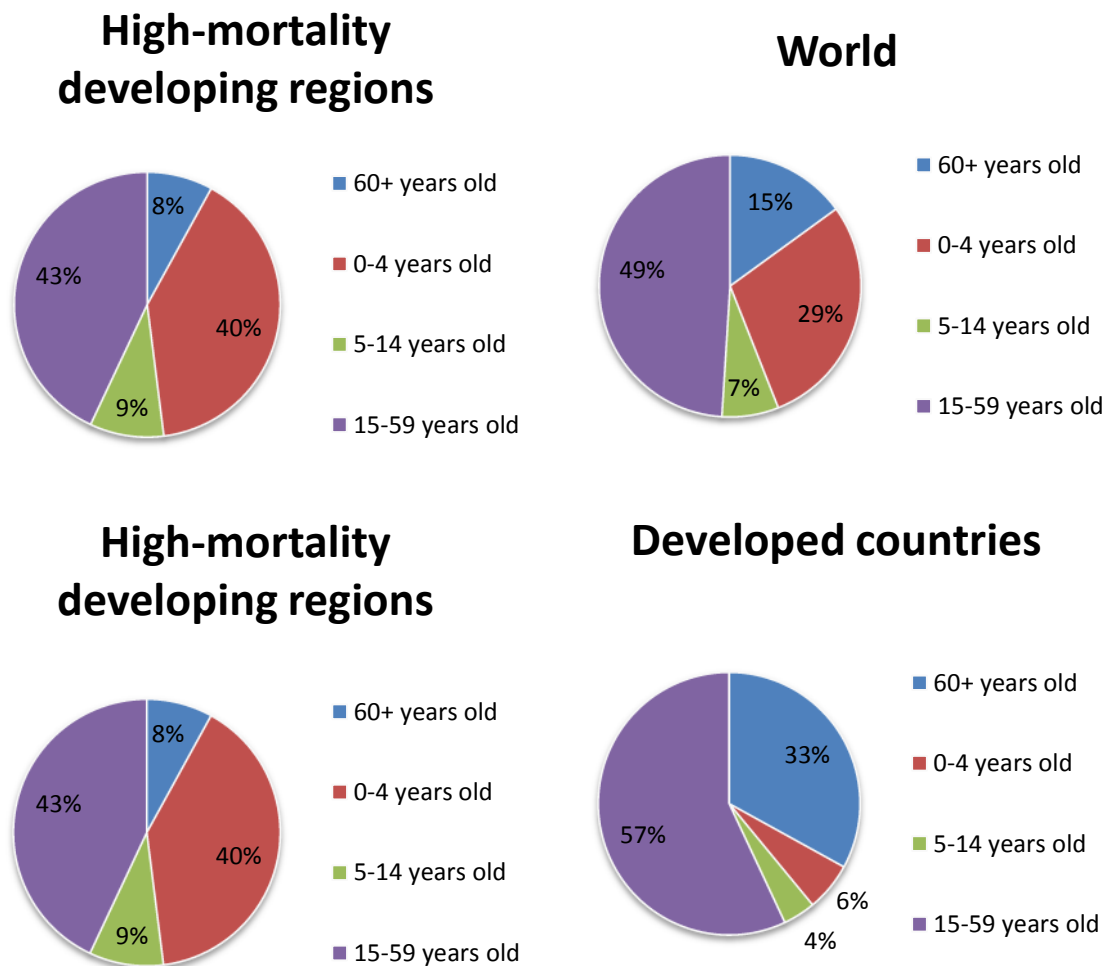 High-mortality
developing regions
8%
40%
9%
43%
60+ years old
0-4 years old
5-14 years old
15-59 years old
World
15%
29%
7%
49%
60+ years old
0-4 years old
5-14 years old
15-59 years old
High-mortality
developing regions
8%
40%
9%
43%
60+ years old
0-4 years old
5-14 years old
15-59 years old
Developed countries
33%
6%
4%
57%
60+ years old
0-4 years old
5-14 years old
15-59 years old